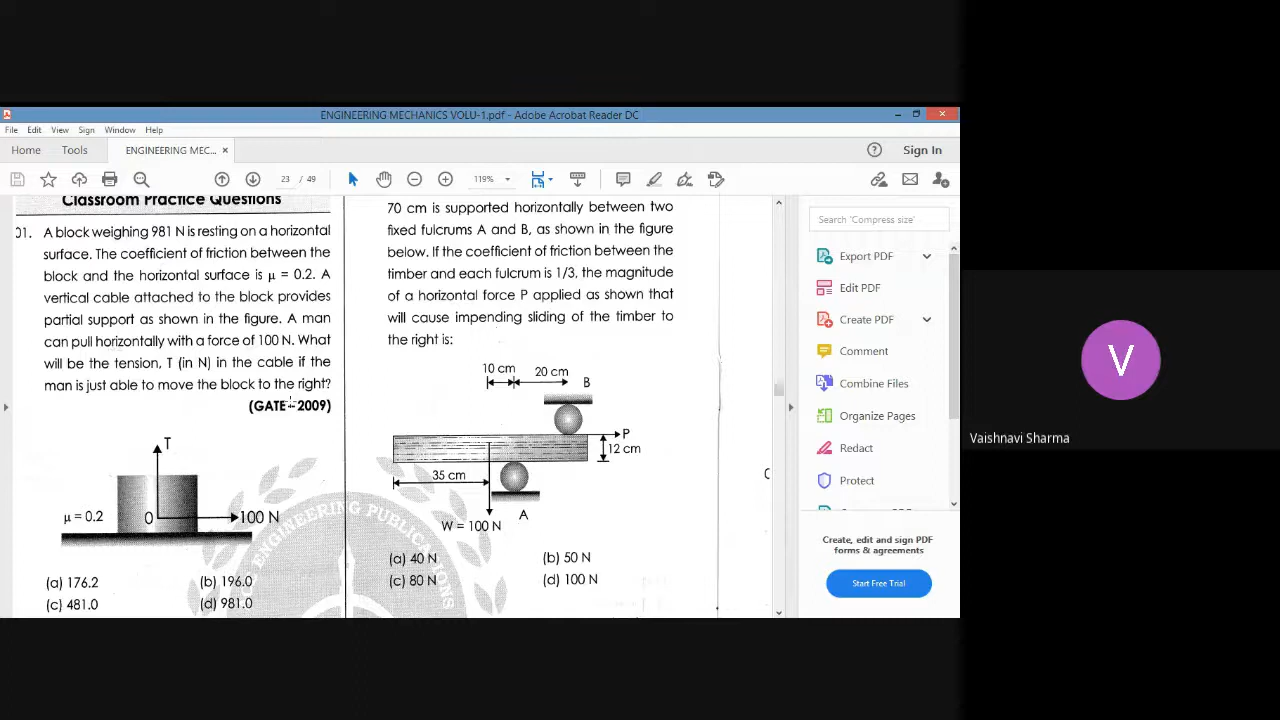 ENGINEERING MECHANICS VOLU-1.pdf - Adobe Acrobat Reader DC
File Edit View Sign Window Help
Home Tools ENGINEERING MEC... × Sign In
23 / 49 119%
Classroom Practice Questions
01. A block weighing 981 N is resting on a horizontal
surface. The coefficient of friction between the
block and the horizontal surface is μ = 0.2. A
vertical cable attached to the block provides
partial support as shown in the figure. A man
can pull horizontally with a force of 100 N. What
will be the tension, T (in N) in the cable if the
man is just able to move the block to the right?
(GATE-2009)
T
μ = 0.2 0 100 N
(a) 176.2 (b) 196.0
(c) 481.0 (d) 981.0
70 cm is supported horizontally between two
fixed fulcrums A and B, as shown in the figure
below. If the coefficient of friction between the
timber and each fulcrum is 1/3, the magnitude
of a horizontal force P applied as shown that
will cause impending sliding of the timber to
the right is:
10 cm 20 cm B
P
12 cm
35 cm
A
W = 100 N
(a) 40 N (b) 50 N
(c) 80 N (d) 100 N
ENGINEERING PUBLICATIONS
Search 'Compress size'
Export PDF
Edit PDF
Create PDF
Comment
Combine Files
Organize Pages
Redact
Protect
Create, edit and sign PDF
forms & agreements
Start Free Trial
V
Vaishnavi Sharma